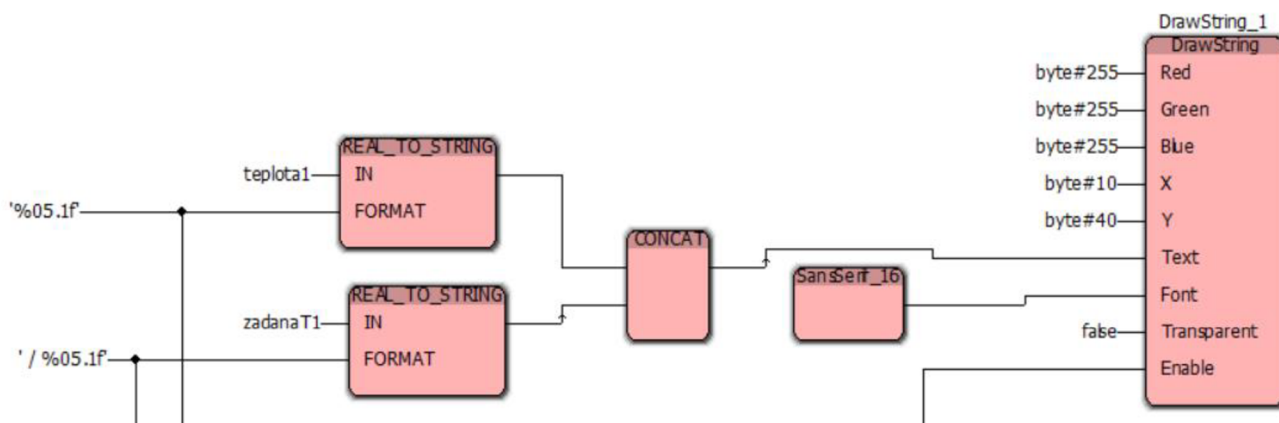 DrawString_1
DrawString
byte#255 Red
byte#255 Green
byte#255 Blue
byte#10 X
byte#40 Y
Text
Font
false Transparent
Enable
REAL_TO_STRING
teplota1 IN
'%05.1f' FORMAT
CONCAT
SansSerif_16
REAL_TO_STRING
zadanaT1 IN
' / %05.1f' FORMAT